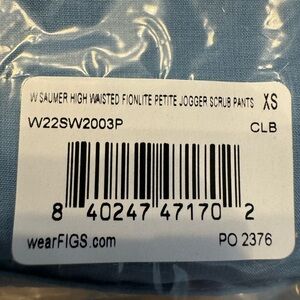 W SAUMER HIGH WAISTED FIONLITE PETITE JOGGER SCRUB PANTS XS
W22SW2003P CLB
8 40247 47170 2
wearFIGS.com PO 2376